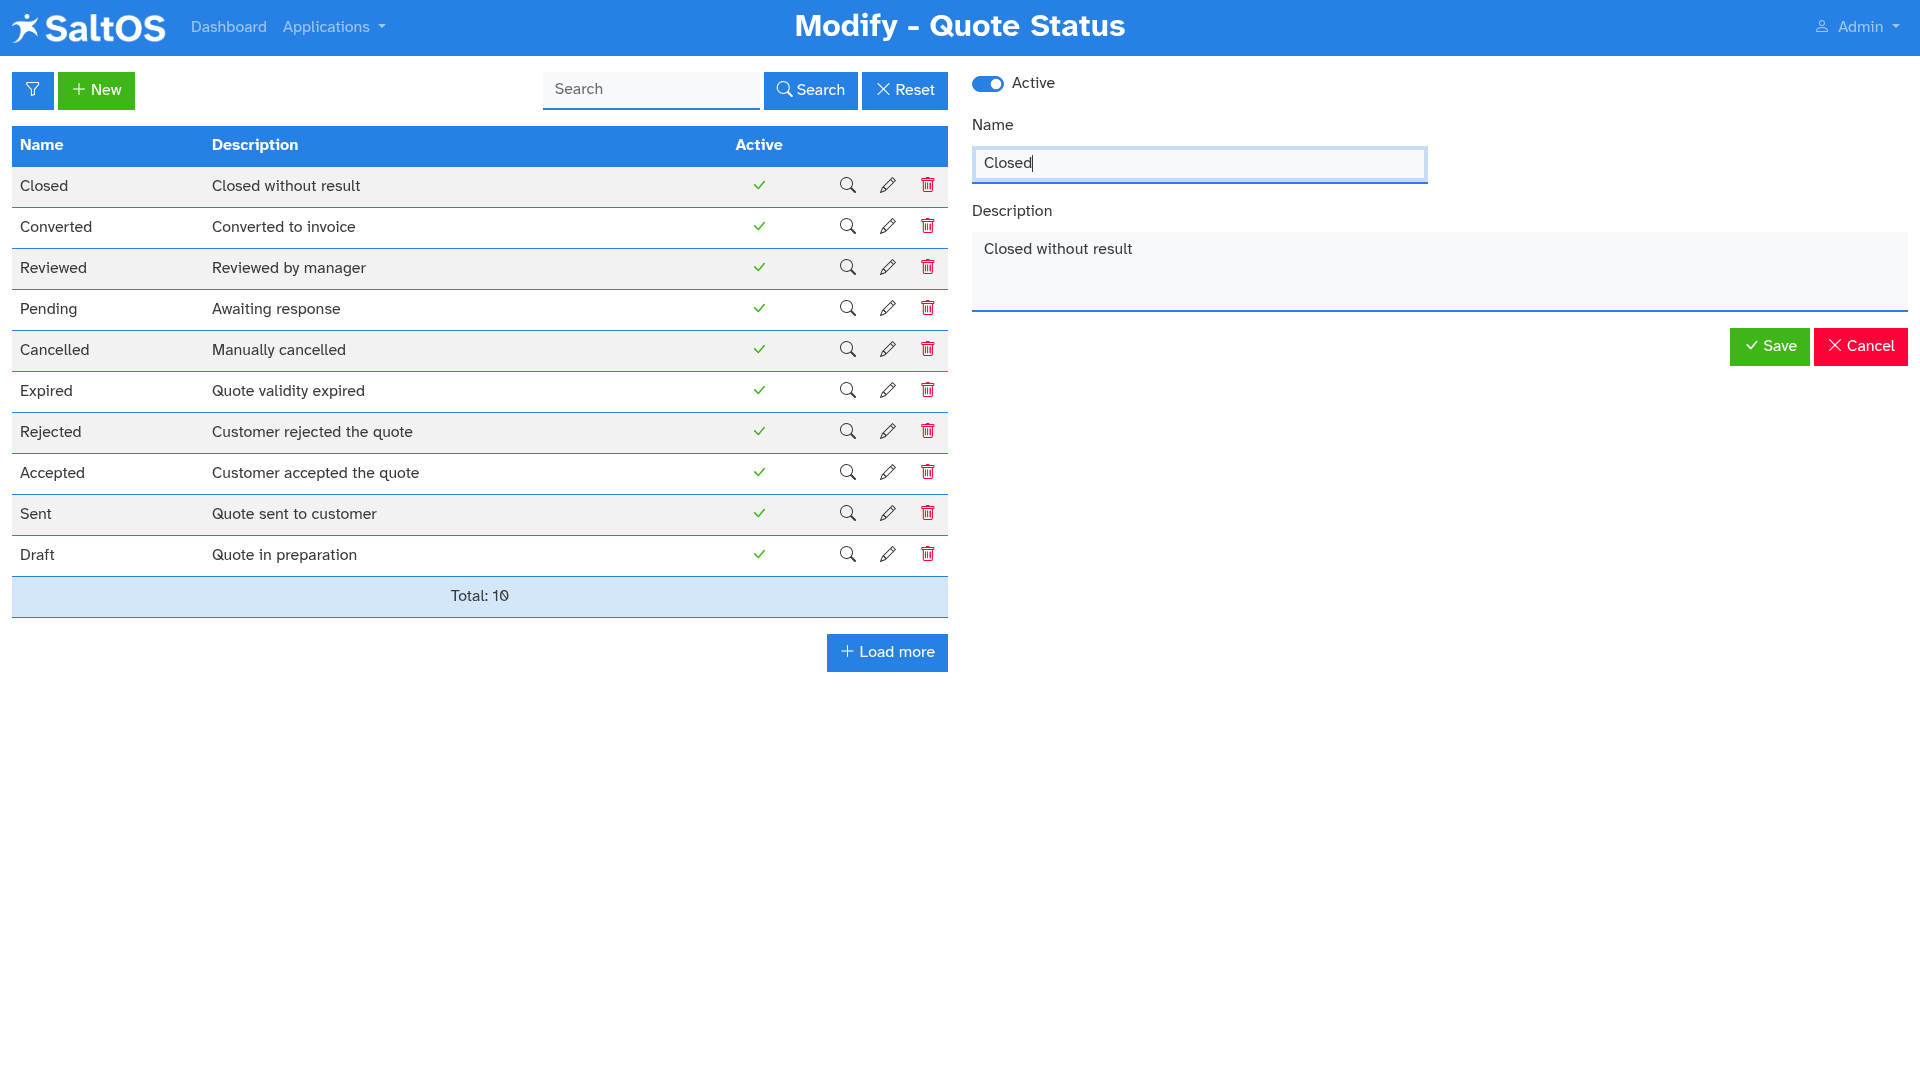 SaltOS Dashboard Applications Modify - Quote Status Admin
New Search Search Reset
Name Description Active
Closed Closed without result
Converted Converted to invoice
Reviewed Reviewed by manager
Pending Awaiting response
Cancelled Manually cancelled
Expired Quote validity expired
Rejected Customer rejected the quote
Accepted Customer accepted the quote
Sent Quote sent to customer
Draft Quote in preparation
Total: 10
Load more
Active
Name
Closed
Description
Closed without result
Save Cancel